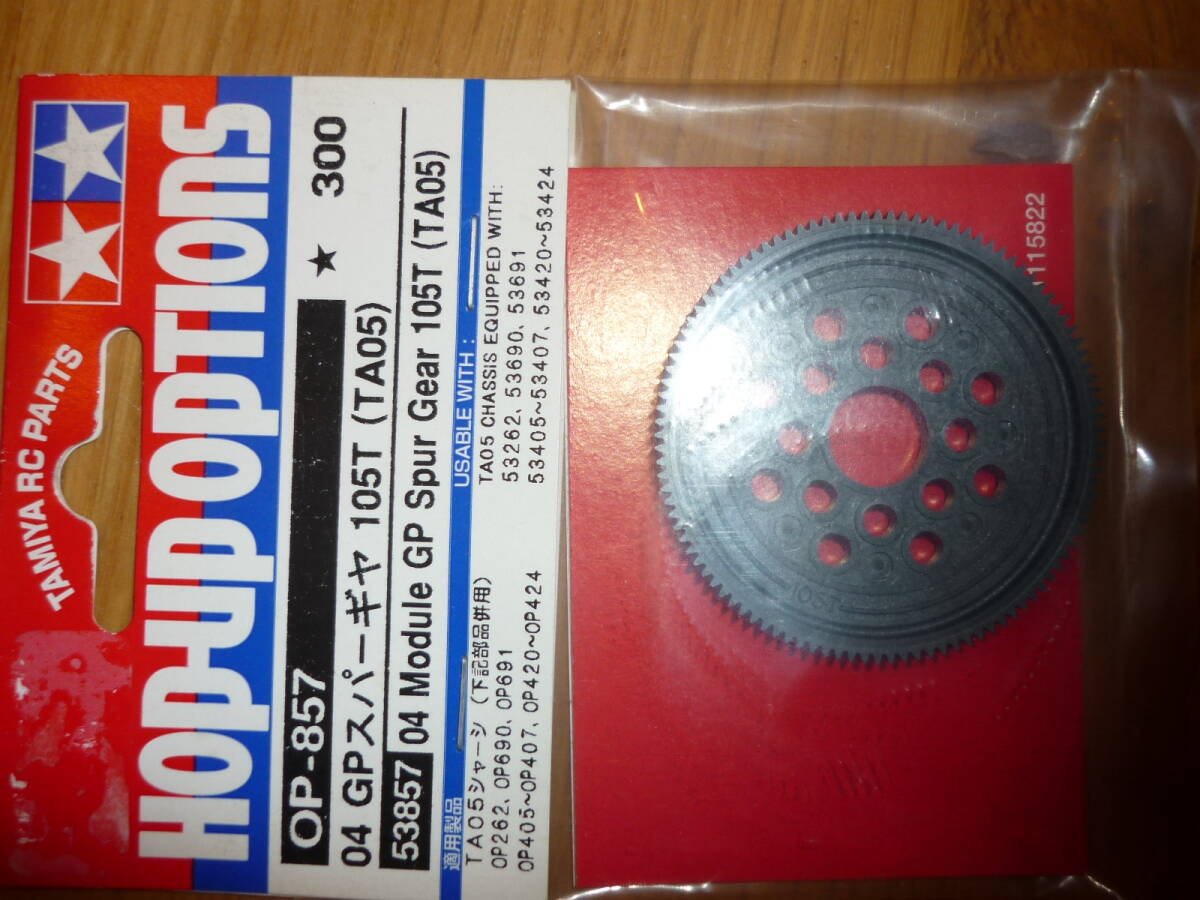 TAMIYA RC PARTS
HOP-UP OPTIONS
OP-857 ★ 300
04 GPスパーギヤ 105T (TA05)
53857 04 Module GP Spur Gear 105T (TA05)
適用製品
TA05シャーシ (下記部品併用)
OP262、OP690、OP691
OP405~OP407、OP420~OP424
USABLE WITH:
TA05 CHASSIS EQUIPPED WITH:
53262、53690、53691
53405~53407、53420~53424
115822
105T